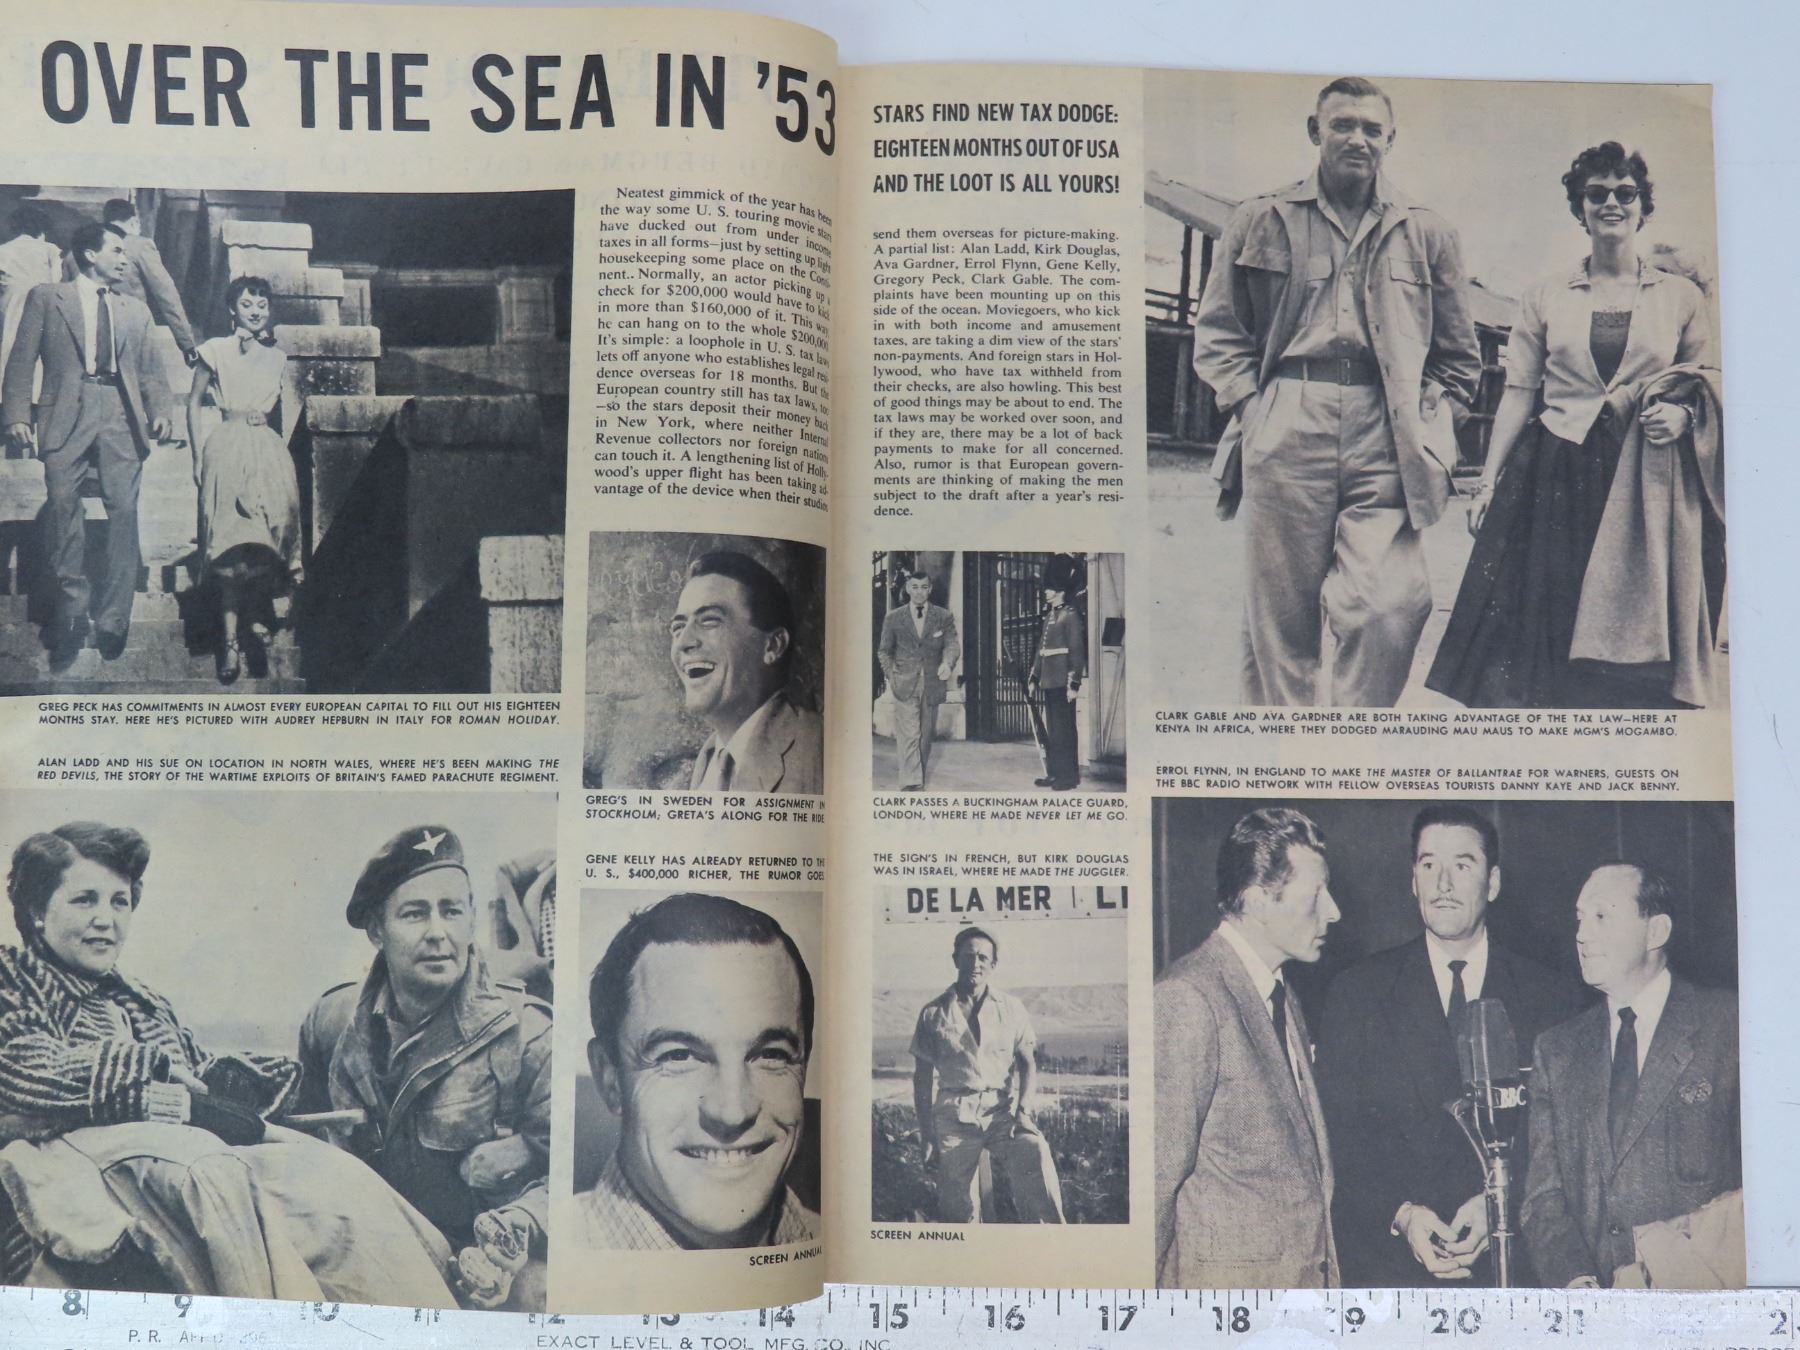 OVER THE SEA IN '53
Neatest gimmick of the year has been
the way some U. S. touring movie stars
have ducked out from under income
taxes in all forms—just by setting up light
housekeeping some place on the Conti-
nent.. Normally, an actor picking up a
check for $200,000 would have to kick
in more than $160,000 of it. This way,
he can hang on to the whole $200,000.
It's simple: a loophole in U. S. tax laws
lets off anyone who establishes legal resi-
dence overseas for 18 months. But the
European country still has tax laws, too
—so the stars deposit their money back
in New York, where neither Internal
Revenue collectors nor foreign nations
can touch it. A lengthening list of Holly-
wood's upper flight has been taking ad-
vantage of the device when their studios
GREG PECK HAS COMMITMENTS IN ALMOST EVERY EUROPEAN CAPITAL TO FILL OUT HIS EIGHTEEN
MONTHS STAY. HERE HE'S PICTURED WITH AUDREY HEPBURN IN ITALY FOR ROMAN HOLIDAY.
ALAN LADD AND HIS SUE ON LOCATION IN NORTH WALES, WHERE HE'S BEEN MAKING THE
RED DEVILS, THE STORY OF THE WARTIME EXPLOITS OF BRITAIN'S FAMED PARACHUTE REGIMENT.
GREG'S IN SWEDEN FOR ASSIGNMENT IN
STOCKHOLM; GRETA'S ALONG FOR THE RIDE
GENE KELLY HAS ALREADY RETURNED TO THE
U. S., $400,000 RICHER, THE RUMOR GOES.
SCREEN ANNUAL
STARS FIND NEW TAX DODGE:
EIGHTEEN MONTHS OUT OF USA
AND THE LOOT IS ALL YOURS!
send them overseas for picture-making.
A partial list: Alan Ladd, Kirk Douglas,
Ava Gardner, Errol Flynn, Gene Kelly,
Gregory Peck, Clark Gable. The com-
plaints have been mounting up on this
side of the ocean. Moviegoers, who kick
in with both income and amusement
taxes, are taking a dim view of the stars'
non-payments. And foreign stars in Hol-
lywood, who have tax withheld from
their checks, are also howling. This best
of good things may be about to end. The
tax laws may be worked over soon, and
if they are, there may be a lot of back
payments to make for all concerned.
Also, rumor is that European govern-
ments are thinking of making the men
subject to the draft after a year's resi-
dence.
CLARK PASSES A BUCKINGHAM PALACE GUARD,
LONDON, WHERE HE MADE NEVER LET ME GO.
THE SIGN'S IN FRENCH, BUT KIRK DOUGLAS
WAS IN ISRAEL, WHERE HE MADE THE JUGGLER.
DE LA MER LI
SCREEN ANNUAL
CLARK GABLE AND AVA GARDNER ARE BOTH TAKING ADVANTAGE OF THE TAX LAW—HERE AT
KENYA IN AFRICA, WHERE THEY DODGED MARAUDING MAU MAUS TO MAKE MGM'S MOGAMBO.
ERROL FLYNN, IN ENGLAND TO MAKE THE MASTER OF BALLANTRAE FOR WARNERS, GUESTS ON
THE BBC RADIO NETWORK WITH FELLOW OVERSEAS TOURISTS DANNY KAYE AND JACK BENNY.
BBC
8 9 10 11 12 13 14 15 16 17 18 19 20 21
P. R.
EXACT LEVEL & TOOL MFG. CO., INC